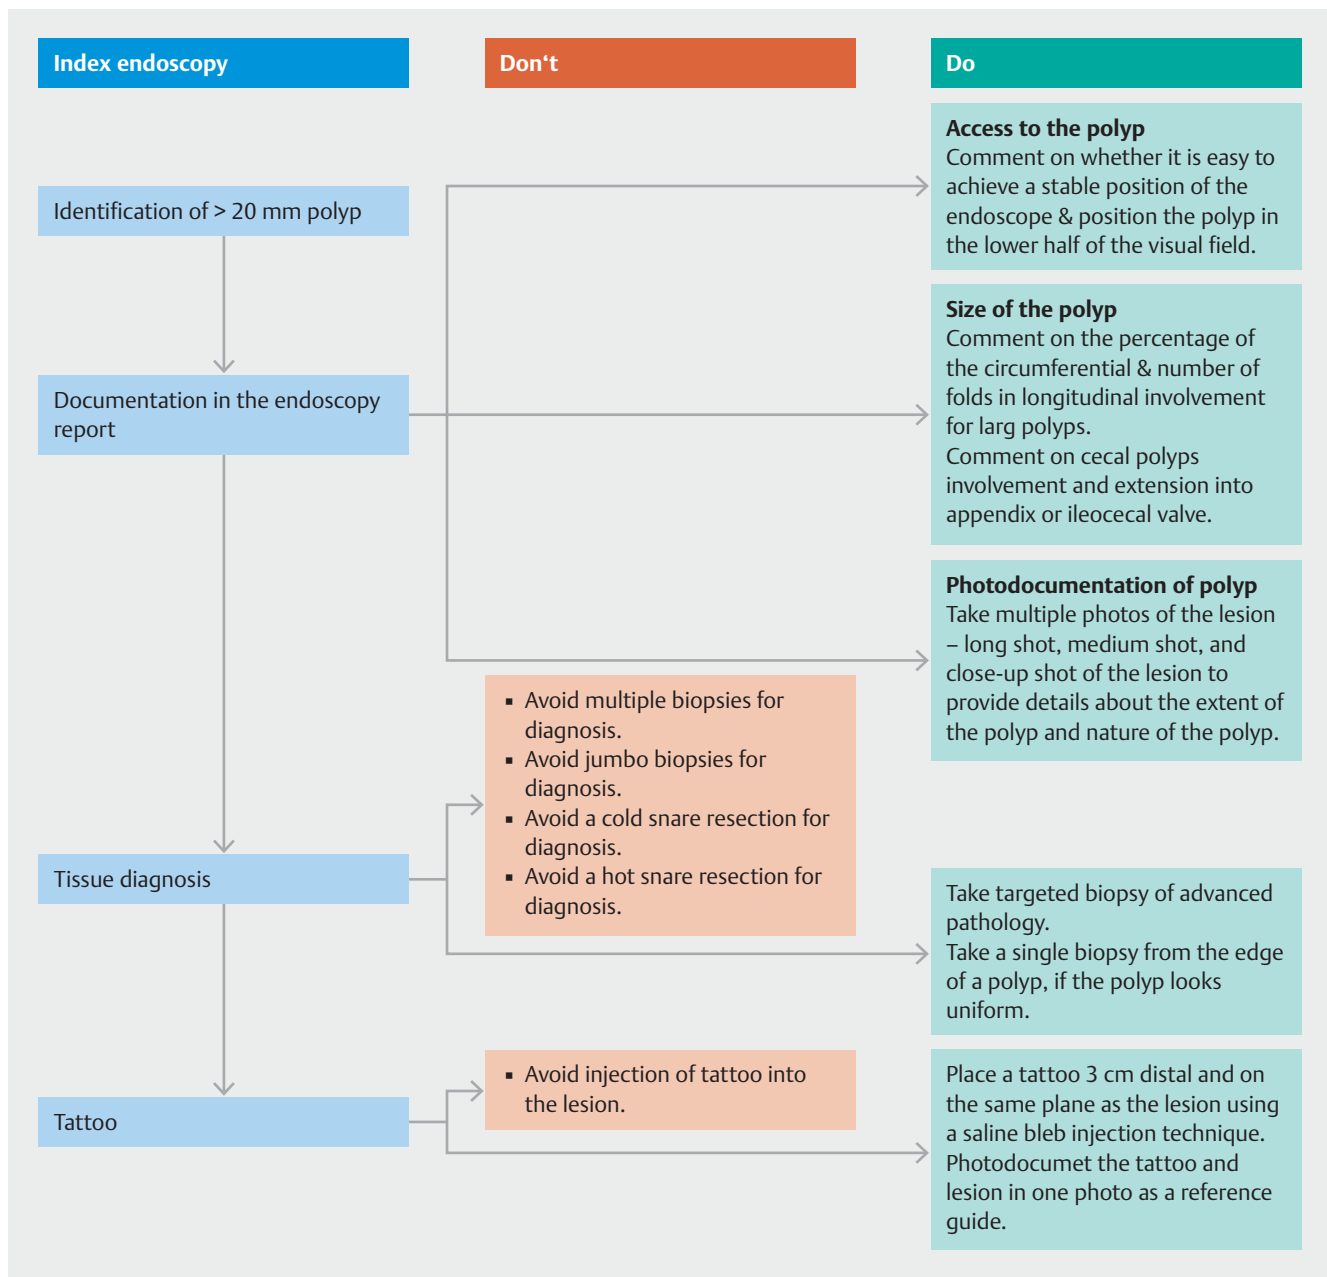 Index endoscopy
Don‘t
Do
Identification of > 20 mm polyp
Documentation in the endoscopy
report
Tissue diagnosis
Tattoo
▪ Avoid multiple biopsies for
diagnosis.
▪ Avoid jumbo biopsies for
diagnosis.
▪ Avoid a cold snare resection for
diagnosis.
▪ Avoid a hot snare resection for
diagnosis.
▪ Avoid injection of tattoo into
the lesion.
Access to the polyp
Comment on whether it is easy to
achieve a stable position of the
endoscope & position the polyp in
the lower half of the visual field.
Size of the polyp
Comment on the percentage of
the circumferential & number of
folds in longitudinal involvement
for larg polyps.
Comment on cecal polyps
involvement and extension into
appendix or ileocecal valve.
Photodocumentation of polyp
Take multiple photos of the lesion
– long shot, medium shot, and
close-up shot of the lesion to
provide details about the extent of
the polyp and nature of the polyp.
Take targeted biopsy of advanced
pathology.
Take a single biopsy from the edge
of a polyp, if the polyp looks
uniform.
Place a tattoo 3 cm distal and on
the same plane as the lesion using
a saline bleb injection technique.
Photodocumet the tattoo and
lesion in one photo as a reference
guide.